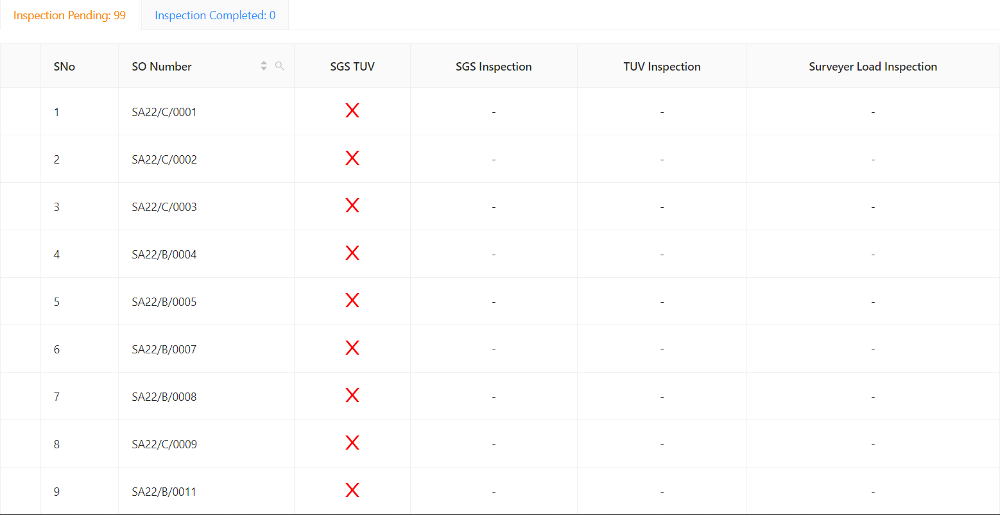 Inspection Pending: 99 Inspection Completed: 0
SNo SO Number SGS TUV SGS Inspection TUV Inspection Surveyer Load Inspection
1 SA22/C/0001 X - - -
2 SA22/C/0002 X - - -
3 SA22/C/0003 X - - -
4 SA22/B/0004 X - - -
5 SA22/B/0005 X - - -
6 SA22/B/0007 X - - -
7 SA22/B/0008 X - - -
8 SA22/C/0009 X - - -
9 SA22/B/0011 X - - -